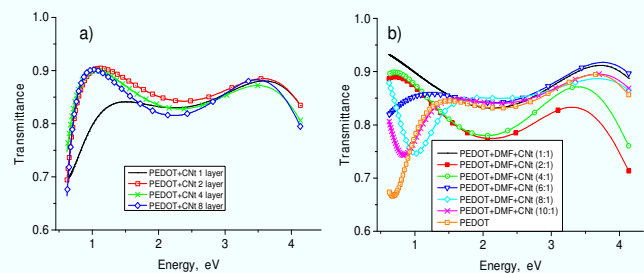 a)
Transmittance
1.0
0.9
0.8
0.7
0.6
1
2
3
4
Energy, eV
PEDOT+CNt 1 layer
PEDOT+CNt 2 layer
PEDOT+CNt 4 layer
PEDOT+CNt 8 layer
b)
Transmittance
1.0
0.9
0.8
0.7
0.6
1
2
3
4
Energy, eV
PEDOT+DMF+CNt (1:1)
PEDOT+DMF+CNt (2:1)
PEDOT+DMF+CNt (4:1)
PEDOT+DMF+CNt (6:1)
PEDOT+DMF+CNt (8:1)
PEDOT+DMF+CNt (10:1)
PEDOT